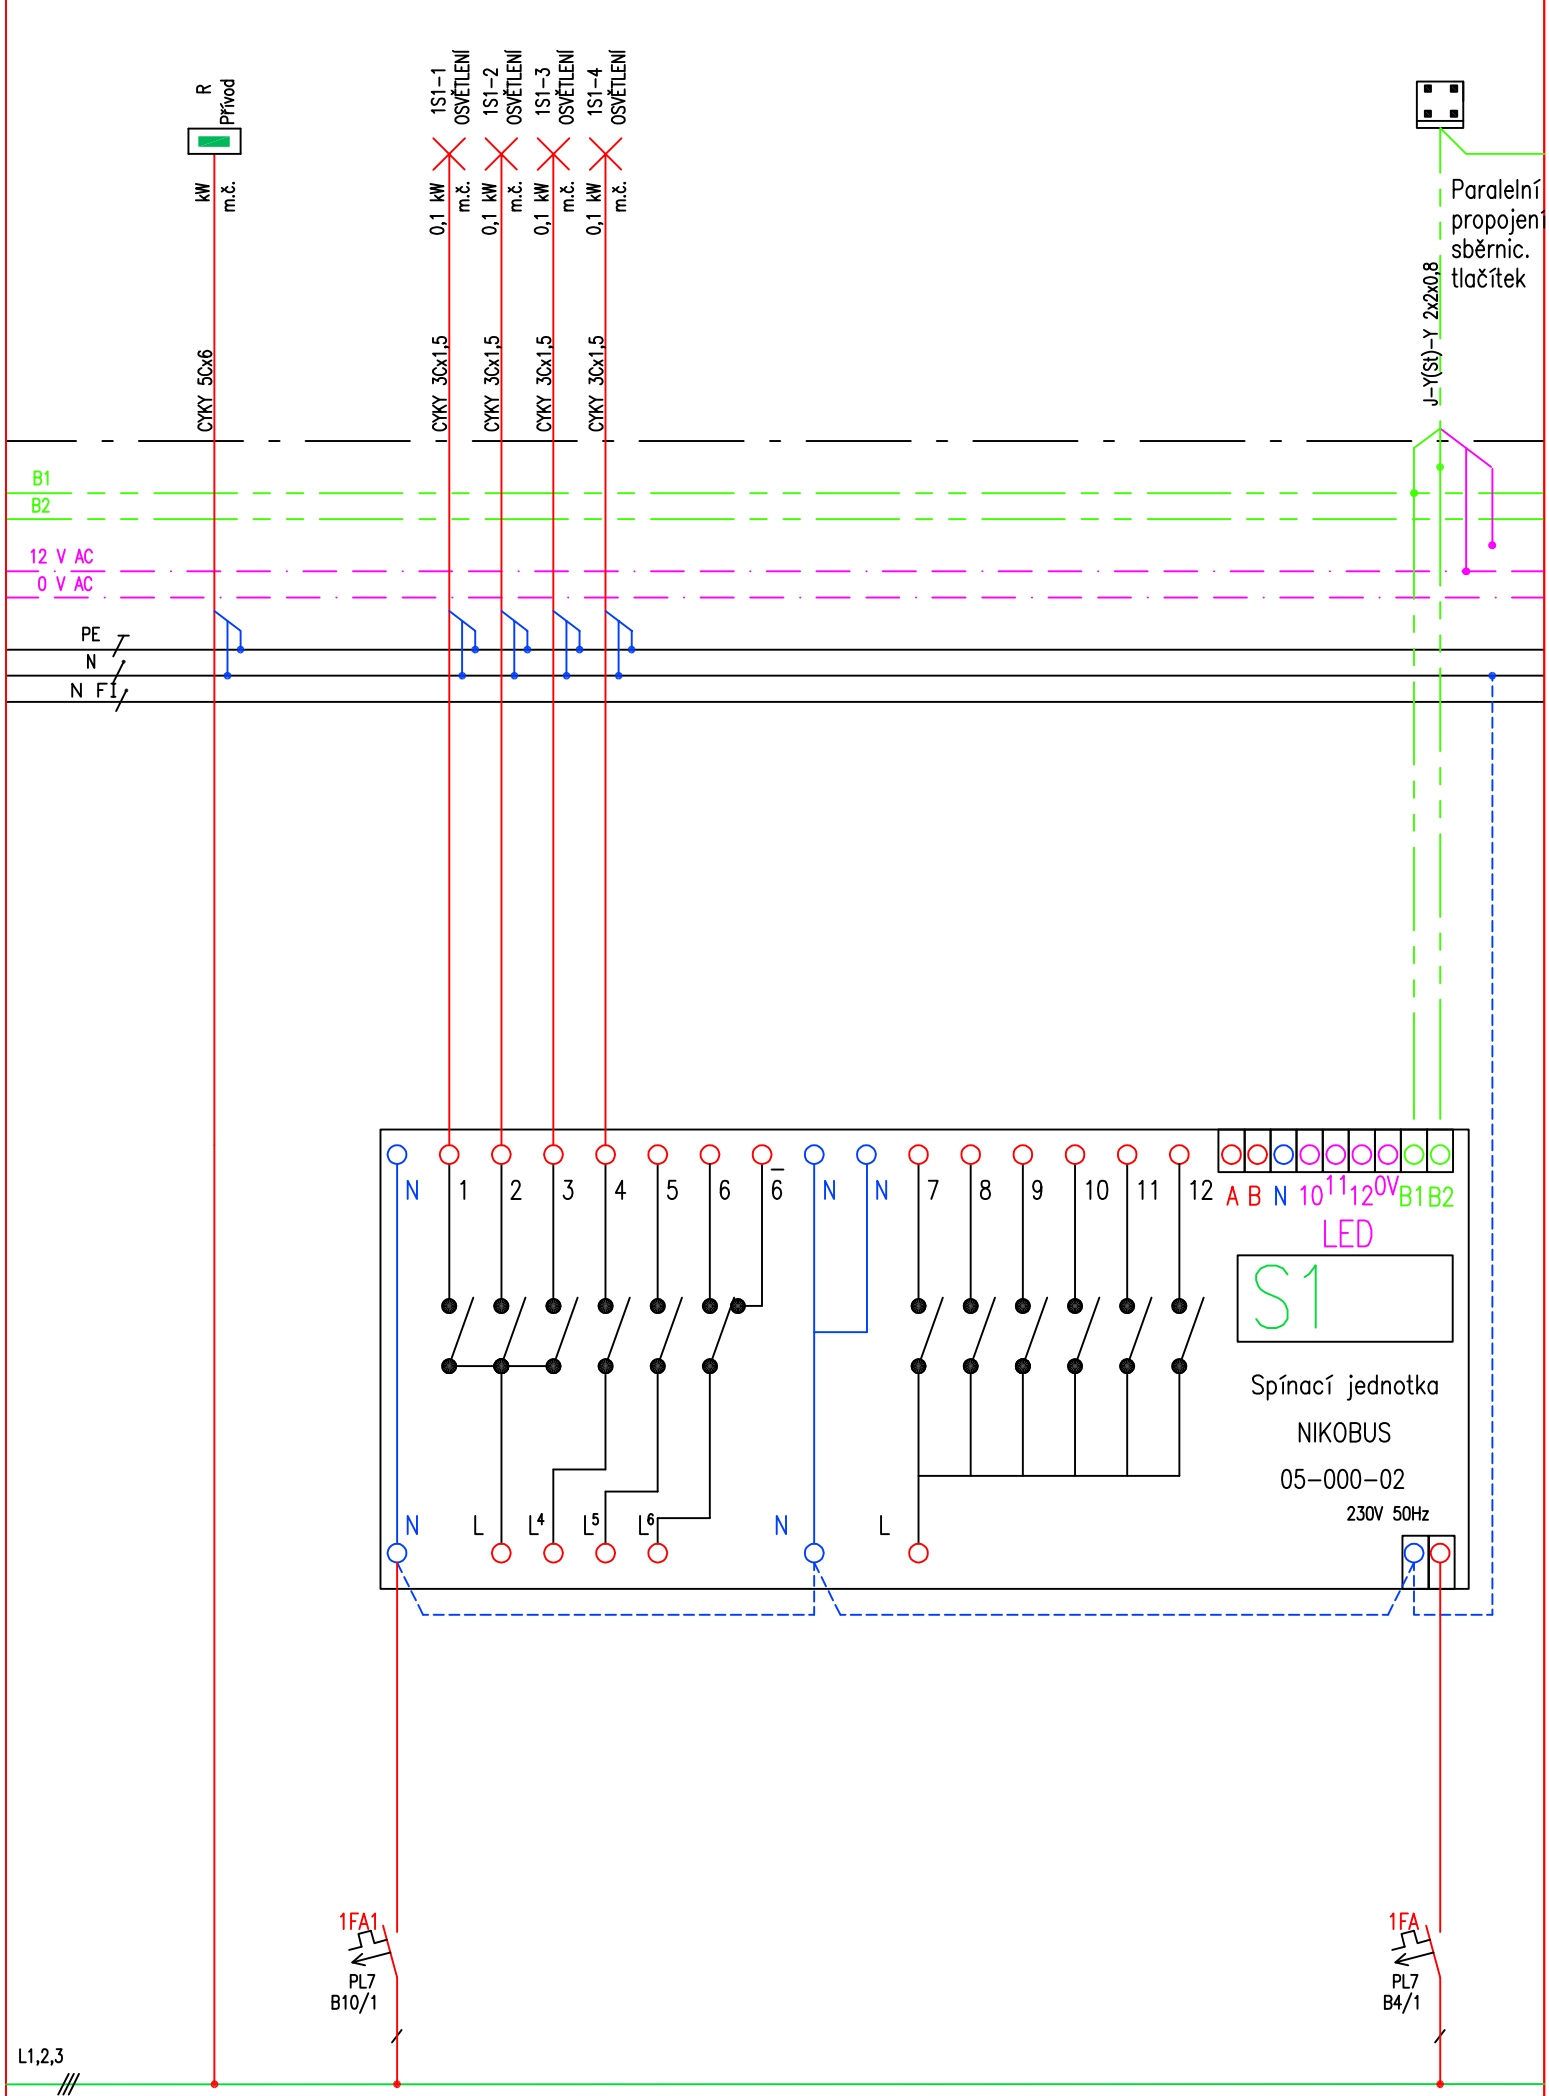 R
Přívod
kW
m.č.
CYKY 5Cx6
1S1-1
OSVĚTLENÍ
0,1 kW
m.č.
CYKY 3Cx1,5
1S1-2
OSVĚTLENÍ
0,1 kW
m.č.
CYKY 3Cx1,5
1S1-3
OSVĚTLENÍ
0,1 kW
m.č.
CYKY 3Cx1,5
1S1-4
OSVĚTLENÍ
0,1 kW
m.č.
CYKY 3Cx1,5
Paralelní
propojení
sběrnic.
tlačítek
J-Y(St)-Y 2x2x0,8
B1
B2
12 V AC
0 V AC
PE
N
N FI
N 1 2 3 4 5 6 6 N N 7 8 9 10 11 12 A B N 10 11 12 0V B1 B2
LED
S1
Spínací jednotka
NIKOBUS
05-000-02
230V 50Hz
N L L4 L5 L6 N L
1FA1
PL7
B10/1
1FA
PL7
B4/1
L1,2,3